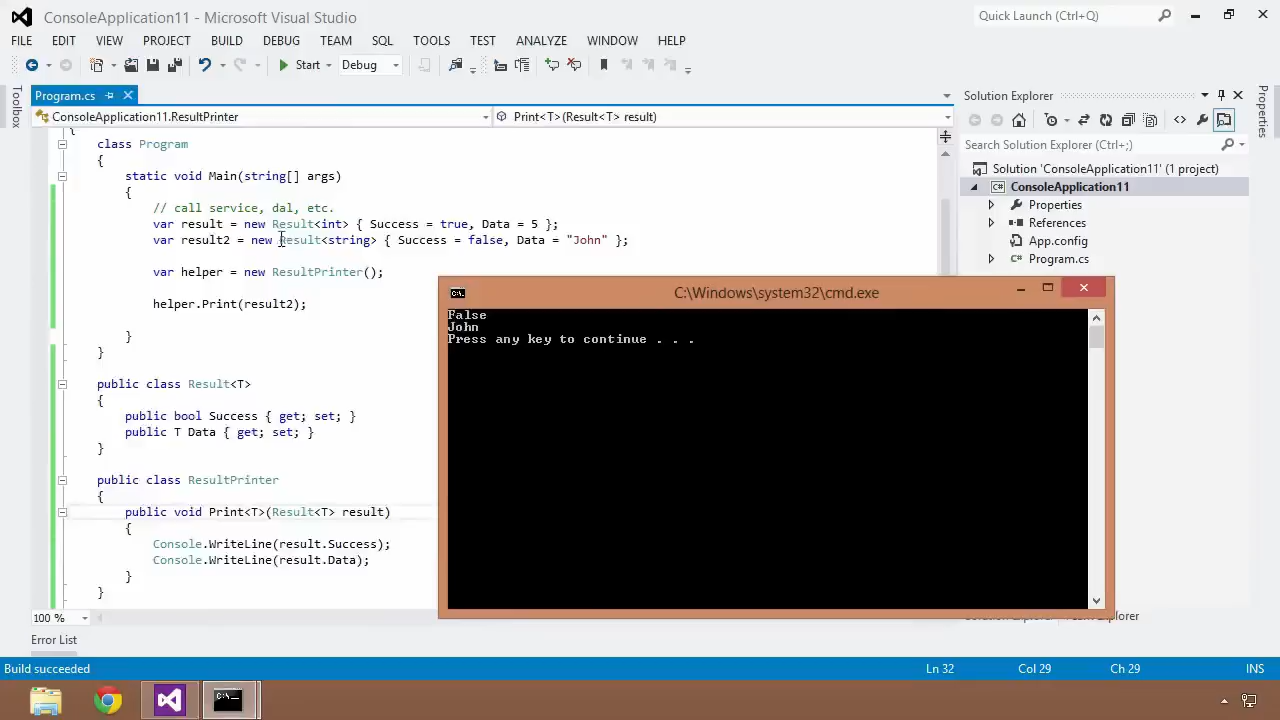 ConsoleApplication11 - Microsoft Visual Studio
Quick Launch (Ctrl+Q)
FILE EDIT VIEW PROJECT BUILD DEBUG TEAM SQL TOOLS TEST ANALYZE WINDOW HELP
Start Debug
Toolbox
Program.cs
ConsoleApplication11.ResultPrinter
Print<T>(Result<T> result)
{
class Program
{
static void Main(string[] args)
{
// call service, dal, etc.
var result = new Result<int> { Success = true, Data = 5 };
var result2 = new Result<string> { Success = false, Data = "John" };
var helper = new ResultPrinter();
helper.Print(result2);
}
}
public class Result<T>
{
public bool Success { get; set; }
public T Data { get; set; }
}
public class ResultPrinter
{
public void Print<T>(Result<T> result)
{
Console.WriteLine(result.Success);
Console.WriteLine(result.Data);
}
}
100 %
C:\Windows\system32\cmd.exe
False
John
Press any key to continue . . .
Solution Explorer
Search Solution Explorer (Ctrl+;)
Solution 'ConsoleApplication11' (1 project)
ConsoleApplication11
Properties
References
App.config
Program.cs
Properties
Solution Explorer
Explorer
Error List
Build succeeded
Ln 32 Col 29 Ch 29 INS